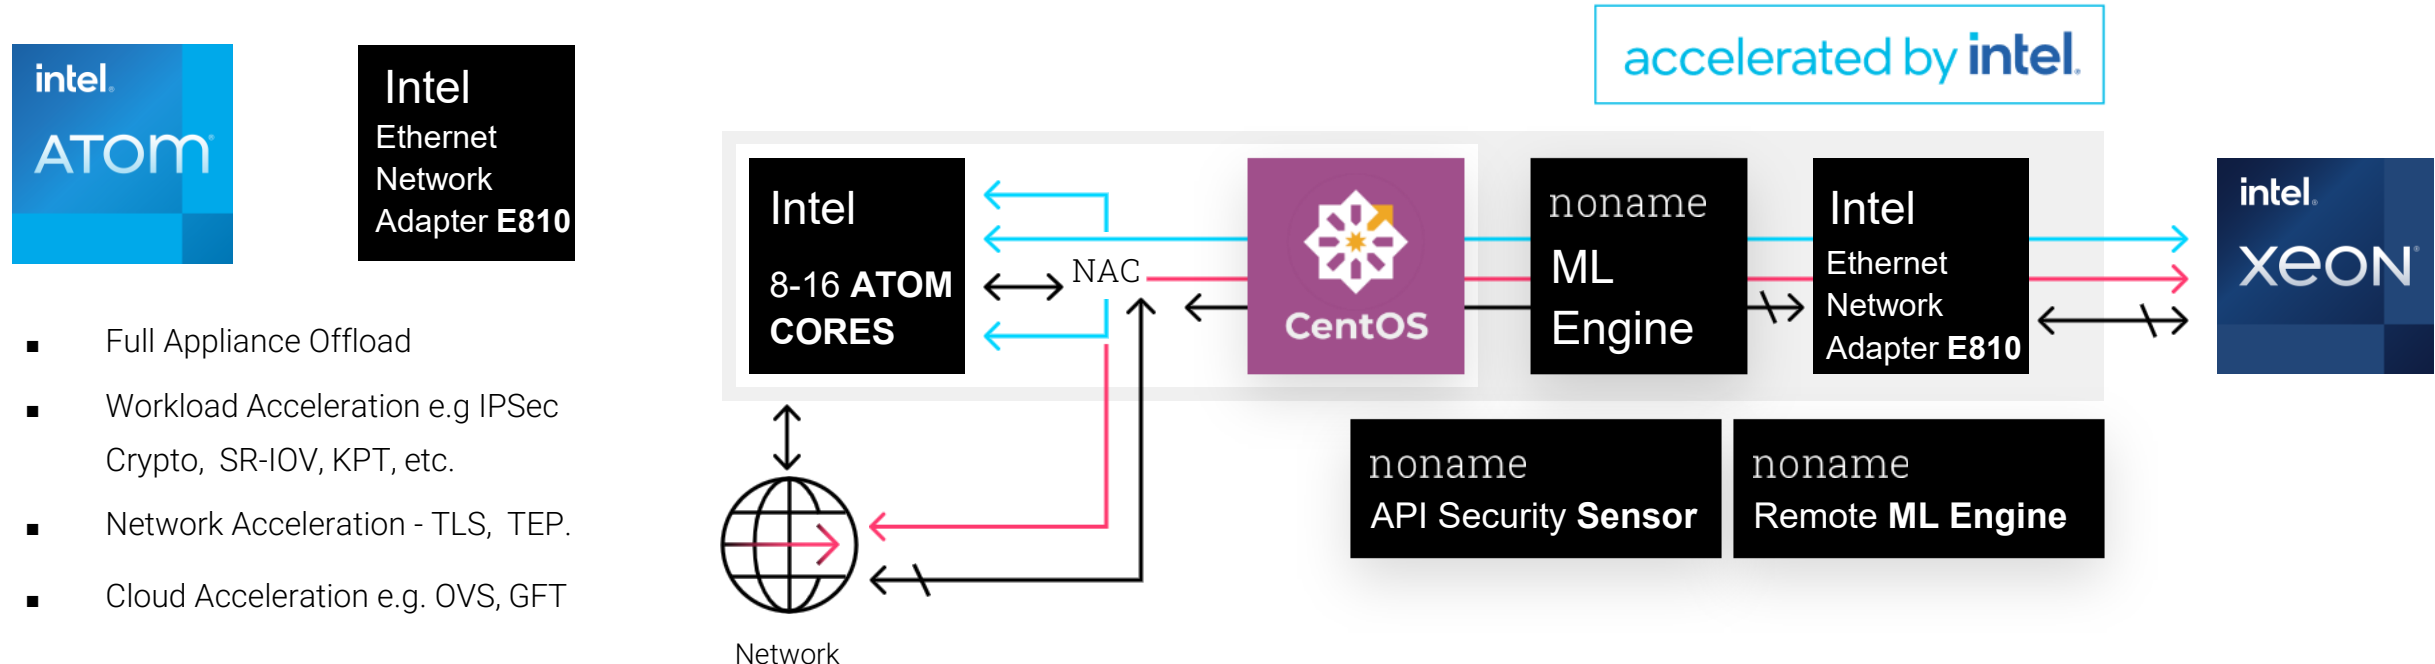 intel.
ATOM
Intel
Ethernet
Network
Adapter E810
▪ Full Appliance Offload
▪ Workload Acceleration e.g IPSec
Crypto, SR-IOV, KPT, etc.
▪ Network Acceleration - TLS, TEP.
▪ Cloud Acceleration e.g. OVS, GFT
accelerated by intel.
Intel
8-16 ATOM
CORES
NAC
CentOS
noname
ML
Engine
Intel
Ethernet
Network
Adapter E810
intel.
XEON
noname
API Security Sensor
noname
Remote ML Engine
Network